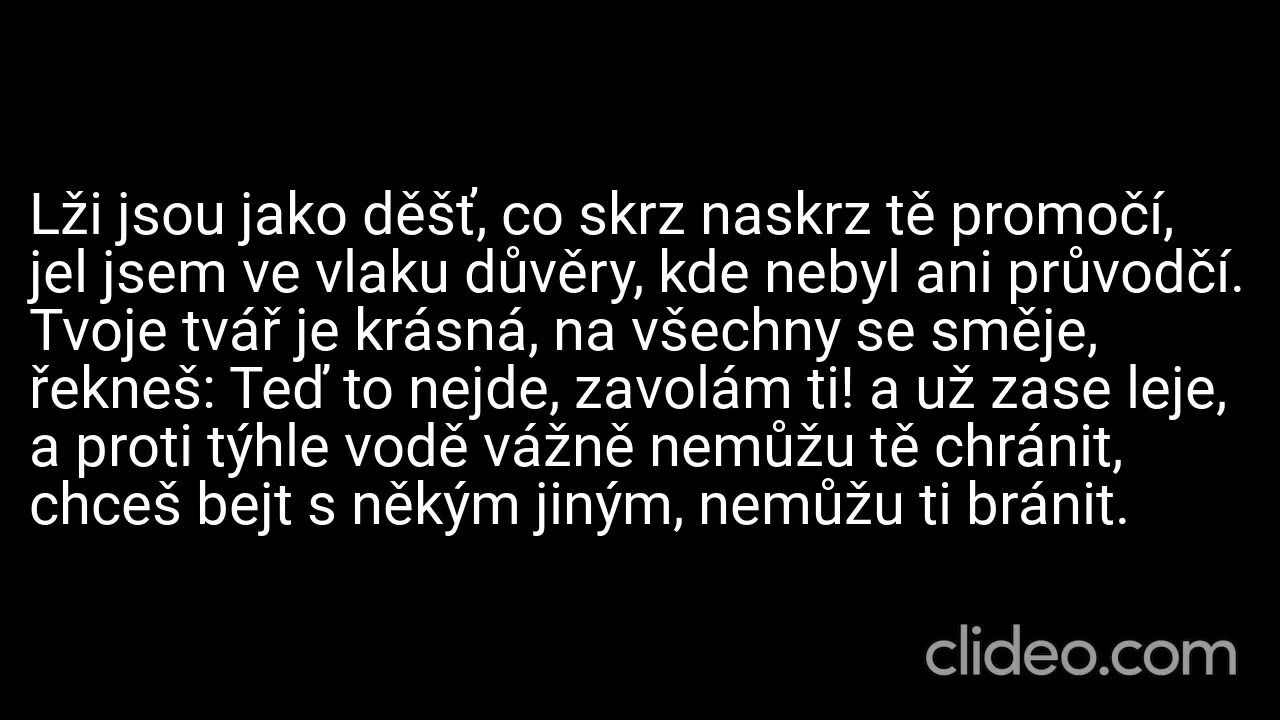 Lži jsou jako déšť, co skrz naskrz tě promočí,
jel jsem ve vlaku důvěry, kde nebyl ani průvodčí.
Tvoje tvář je krásná, na všechny se směje,
řekneš: Teď to nejde, zavolám ti! a už zase leje,
a proti týhle vodě vážně nemůžu tě chránit,
chceš bejt s někým jiným, nemůžu ti bránit.
clideo.com